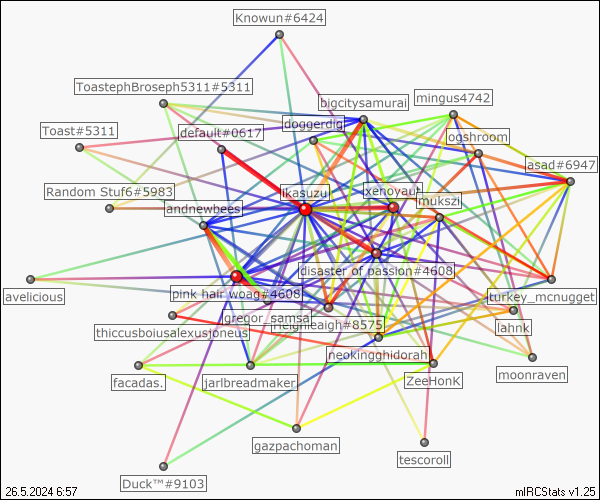 Knowun#6424
ToastephBroseph5311#5311
bigcitysamurai
mingus4742
Toast#5311
default#0617
doggerdig
ogshroom
asad#6947
Random Stuf6#5983
ikasuzu
xenoyaut
mukszi
andnewbees
disaster of passion#4608
avelicious
pink hair woag#4608
turkey_mcnugget
gregor_samsa
heighleaigh#8575
lahnk
thiccusboiusalexusjoneus
neokingghidorah
moonraven
facadas.
jarlbreadmaker
ZeeHonK
gazpachoman
tescoroll
Duck™#9103
26.5.2024 6:57
mIRCStats v1.25